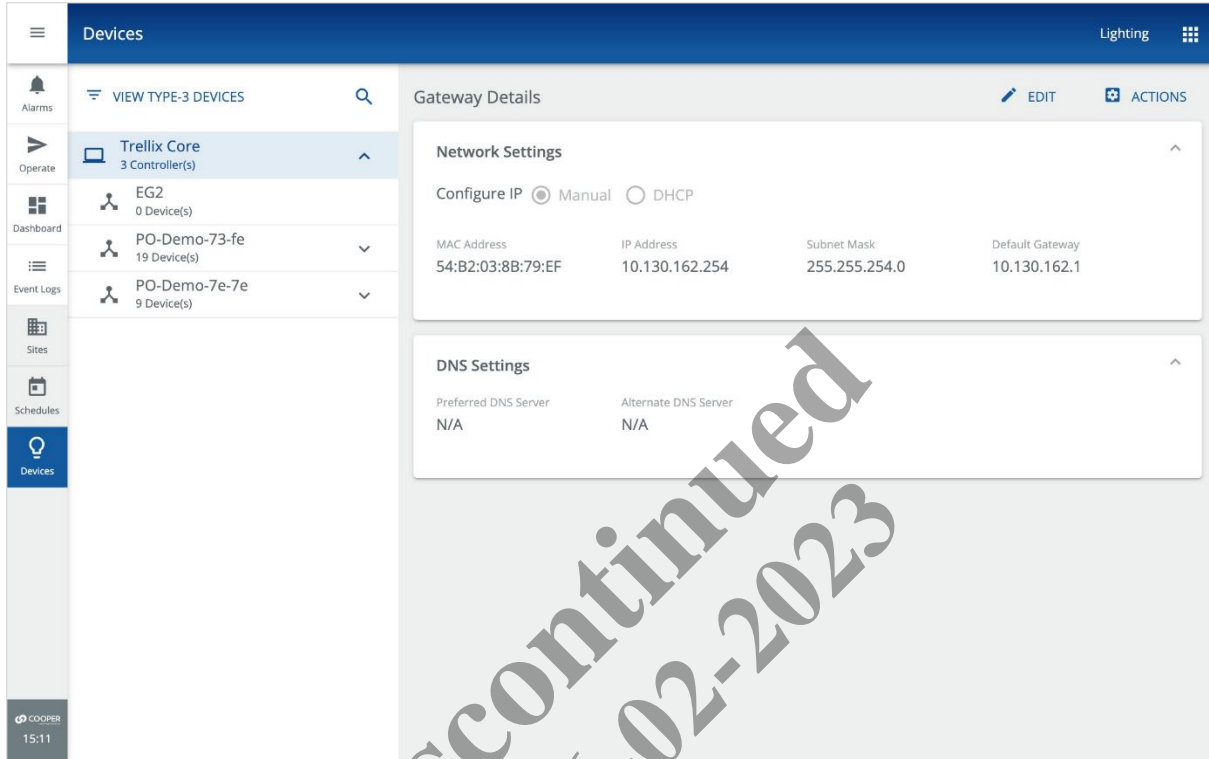 Devices
Lighting
Alarms
Operate
Dashboard
Event Logs
Sites
Schedules
Devices
COOPER
15:11
VIEW TYPE-3 DEVICES
Trellix Core
3 Controller(s)
EG2
0 Device(s)
PO-Demo-73-fe
19 Device(s)
PO-Demo-7e-7e
9 Device(s)
Gateway Details
EDIT
ACTIONS
Network Settings
Configure IP Manual DHCP
MAC Address IP Address Subnet Mask Default Gateway
54:B2:03:8B:79:EF 10.130.162.254 255.255.254.0 10.130.162.1
DNS Settings
Preferred DNS Server Alternate DNS Server
N/A N/A
scontinued
02-2023